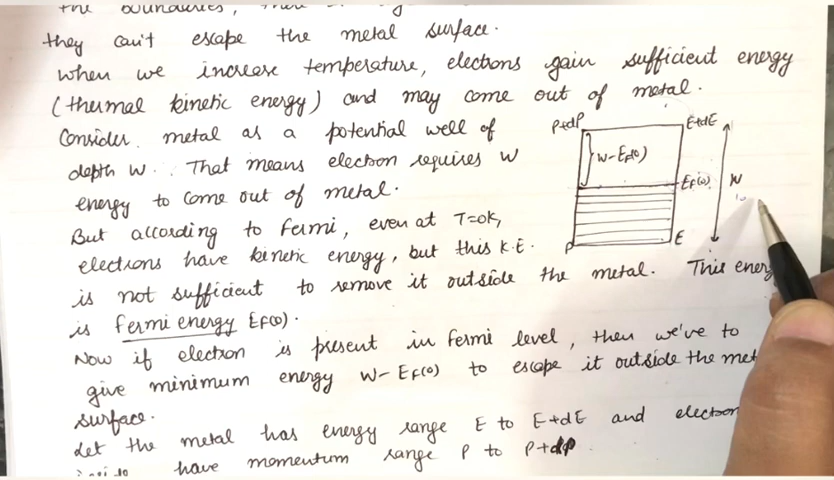 the boundaries,
they can't escape the metal surface.
When we increase temperature, electrons gain sufficient energy
(thermal kinetic energy) and may come out of metal.
Consider metal as a potential well of
depth W. That means electron requires W
energy to come out of metal.
But according to Fermi, even at T=0K,
electrons have kinetic energy, but this K.E.
is not sufficient to remove it outside the metal. This energ
is Fermi energy EF(0).
Now if electron is present in Fermi level, then we've to
give minimum energy W-EF(0) to escape it outside the met
surface.
Let the metal has energy range E to E+dE and electron
have momentum range P to P+dP
P+dP
E+dE
W-EF(0)
EF(0)
W
P
E